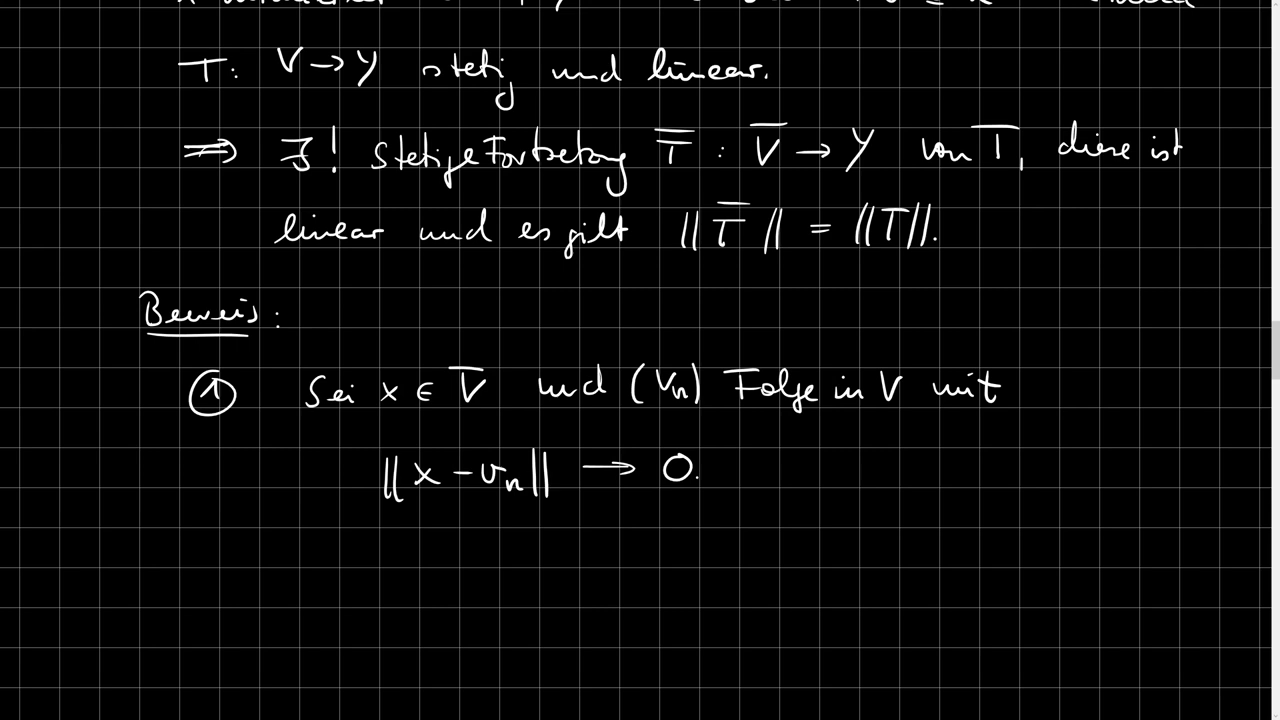 T: V → Y stetig und linear.
⇒ ∃! stetige Fortsetzung T̅ : V̅ → Y von T, diese ist
linear und es gilt ||T̅|| = ||T||.
Beweis:
① Sei x ∈ V̅ und (vₙ) Folge in V mit
||x - vₙ|| → 0.